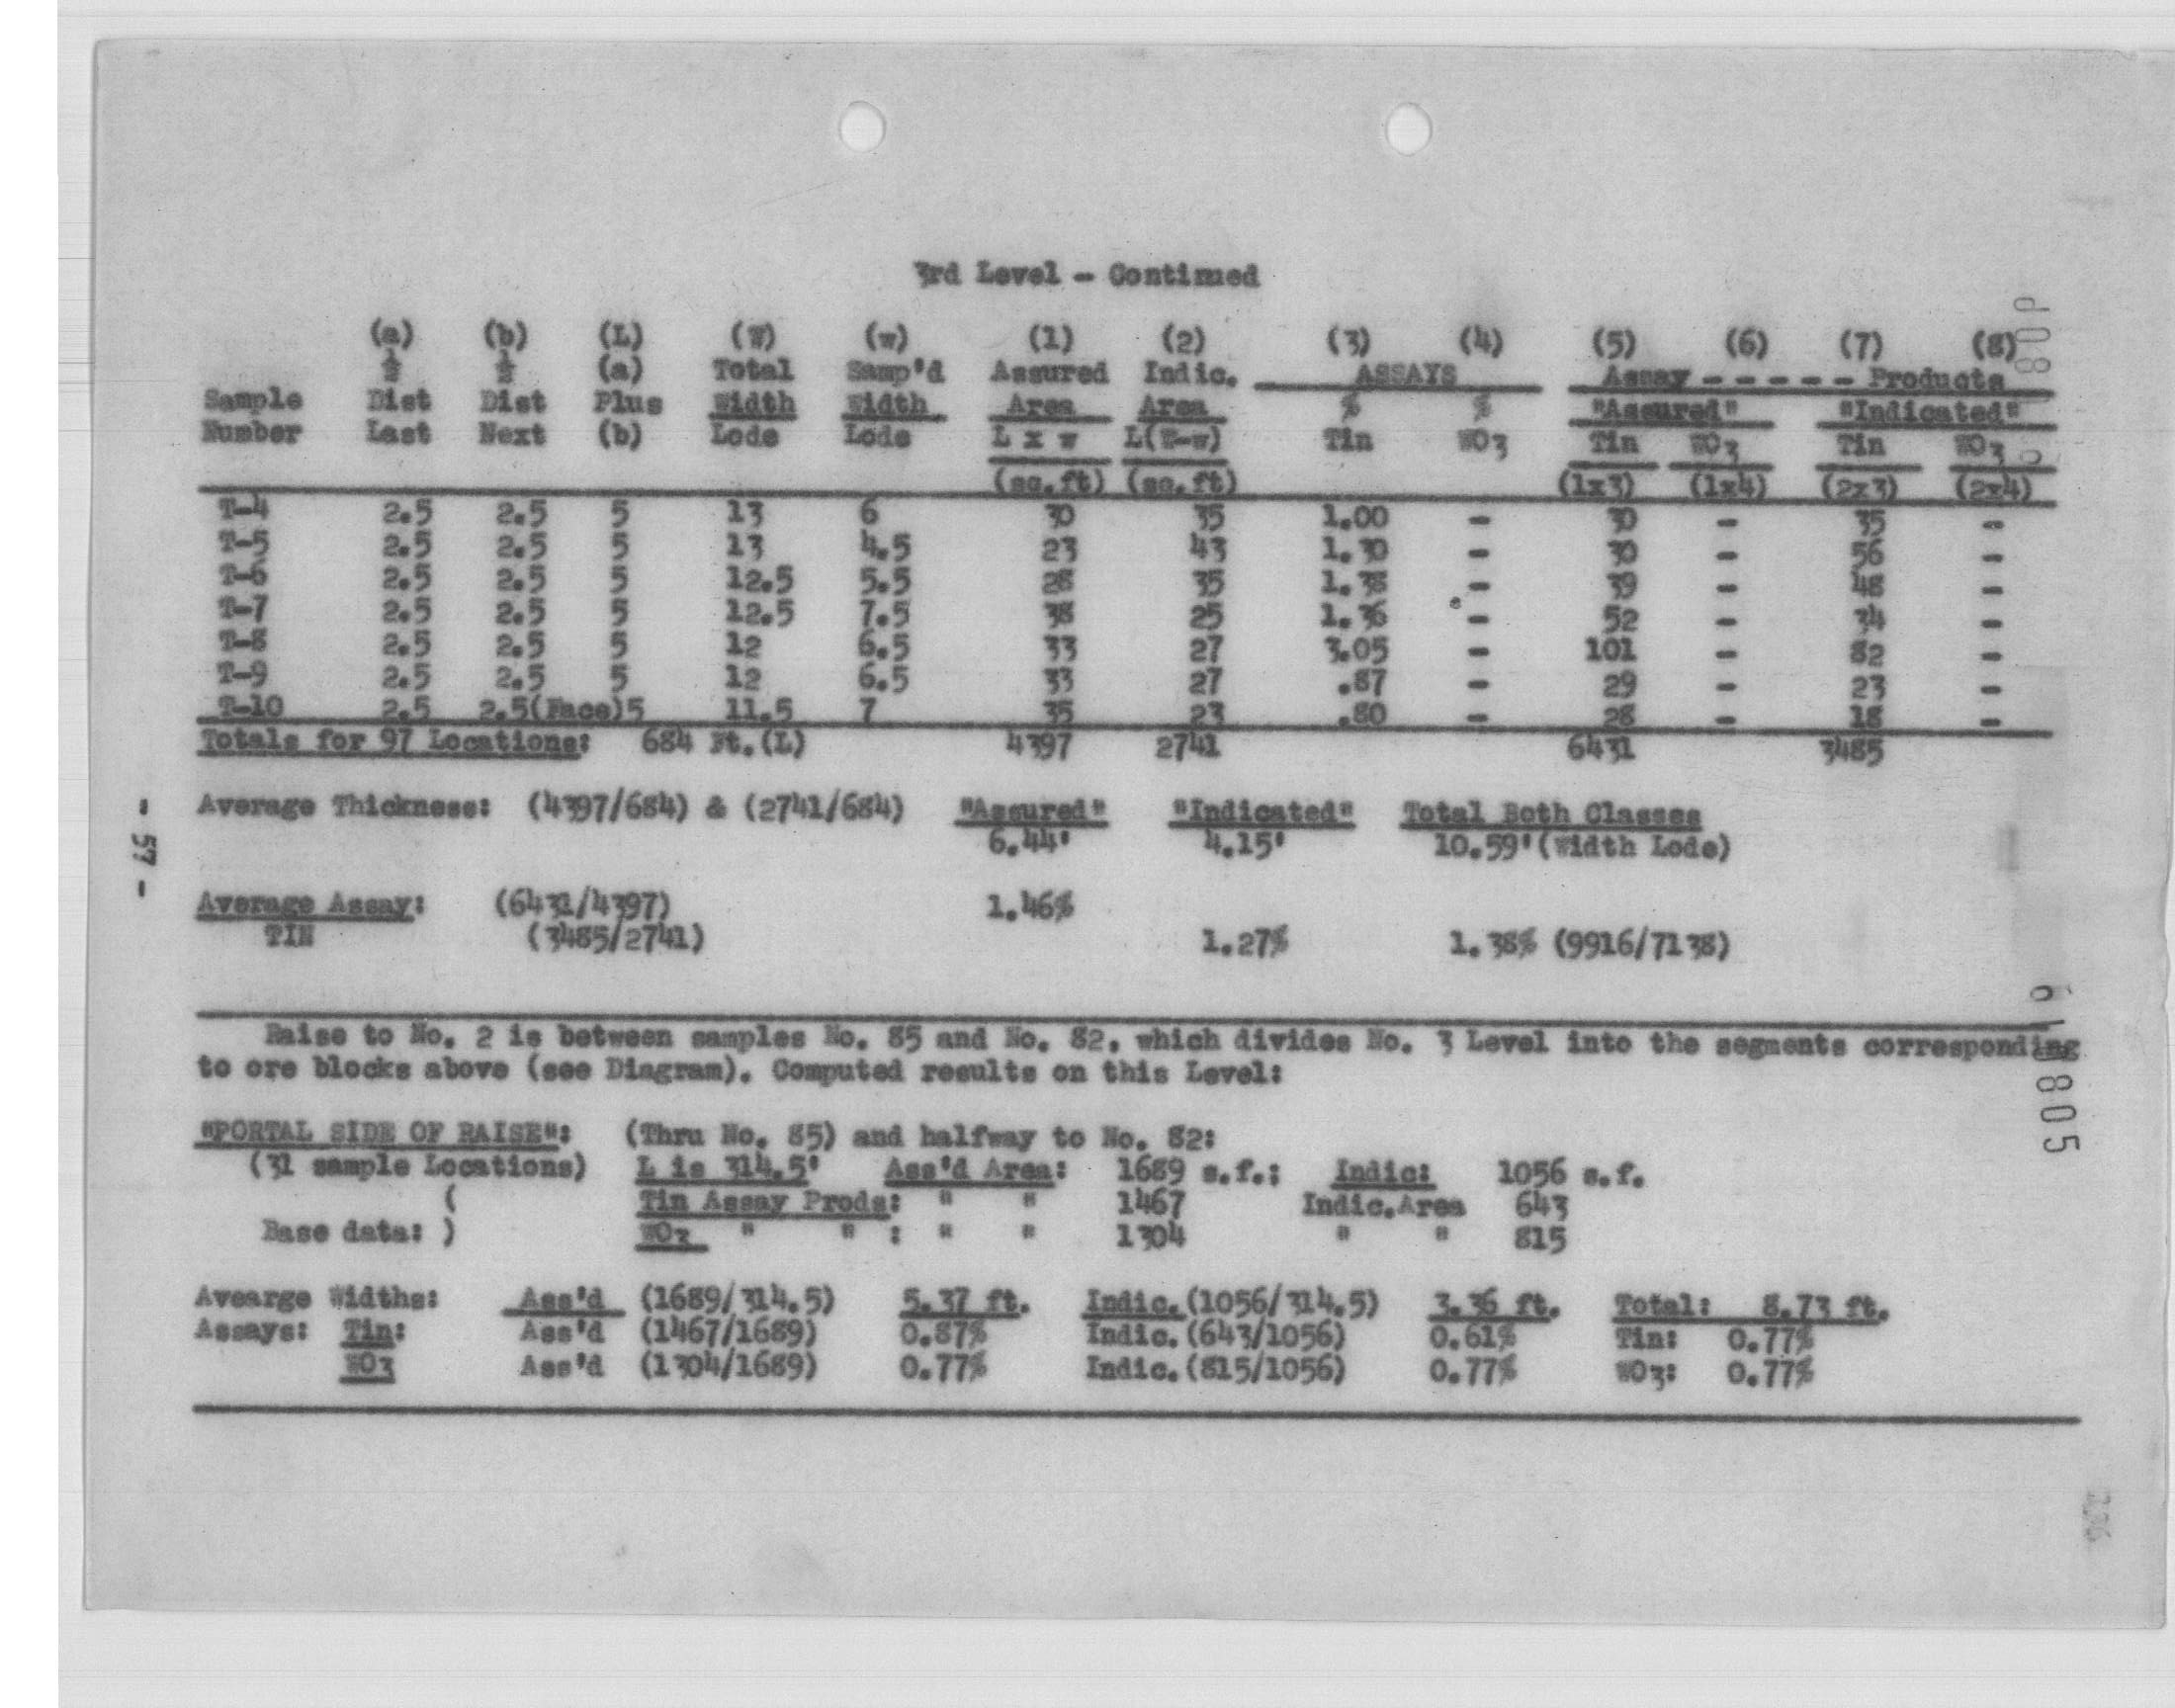 3rd Level - Continued
(a) (b) (L) (W) (w) (1) (2) (3) (4) (5) (6) (7) (8)
½ ½ (a) Total Samp'd Assured Indic. ASSAYS Assay - - - - - Products
Sample Dist Dist Plus Width Width Area Area % % "Assured" "Indicated"
Number Last Next (b) Lode Lode L x w L(W-w) Tin WO3 Tin WO3 Tin WO3
(sq.ft) (sq.ft) (1x3) (1x4) (2x3) (2x4)
T-4 2.5 2.5 5 13 6 30 35 1.00 - 30 - 35 -
T-5 2.5 2.5 5 13 4.5 23 43 1.30 - 30 - 56 -
T-6 2.5 2.5 5 12.5 5.5 28 35 1.38 - 39 - 48 -
T-7 2.5 2.5 5 12.5 7.5 38 25 1.36 - 52 - 34 -
T-8 2.5 2.5 5 12 6.5 33 27 3.05 - 101 - 82 -
T-9 2.5 2.5 5 12 6.5 33 27 .87 - 29 - 23 -
T-10 2.5 2.5(Face)5 11.5 7 35 23 .80 - 28 - 18 -
Totals for 97 Locations: 684 Ft.(L) 4397 2741 6431 3485
Average Thickness: (4397/684) & (2741/684) "Assured" "Indicated" Total Both Classes
6.44' 4.15' 10.59'(Width Lode)
Average Assay: (6431/4397) 1.46%
TIN (3485/2741) 1.27% 1.38% (9916/7138)
Raise to No. 2 is between samples No. 85 and No. 82, which divides No. 3 Level into the segments corresponding
to ore blocks above (see Diagram). Computed results on this Level:
"PORTAL SIDE OF RAISE": (Thru No. 85) and halfway to No. 82:
(31 sample Locations) L is 314.5' Ass'd Area: 1689 s.f.; Indic: 1056 s.f.
( Tin Assay Prods: " " 1467 Indic.Area 643
Base data: ) WO3 " " : " " 1304 " " 815
Avearge Widths: Ass'd (1689/314.5) 5.37 ft. Indic.(1056/314.5) 3.36 ft. Total: 8.73 ft.
Assays: Tin: Ass'd (1467/1689) 0.87% Indic.(643/1056) 0.61% Tin: 0.77%
WO3 Ass'd (1304/1689) 0.77% Indic.(815/1056) 0.77% WO3: 0.77%
- 57 -